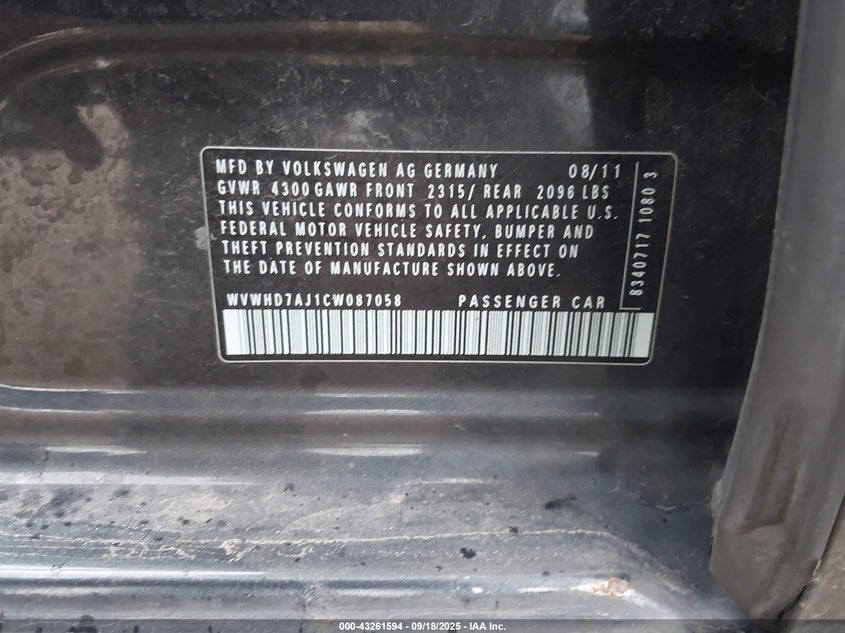 MFD BY VOLKSWAGEN AG GERMANY 08/11
GVWR 4300 GAWR FRONT 2315/ REAR 2096 LBS
THIS VEHICLE CONFORMS TO ALL APPLICABLE U.S.
FEDERAL MOTOR VEHICLE SAFETY, BUMPER AND
THEFT PREVENTION STANDARDS IN EFFECT ON
THE DATE OF MANUFACTURE SHOWN ABOVE.
WVWHD7AJ1CW087058 PASSENGER CAR
8340717 1080 3
000-43261594 - 09/18/2025 - IAA Inc.